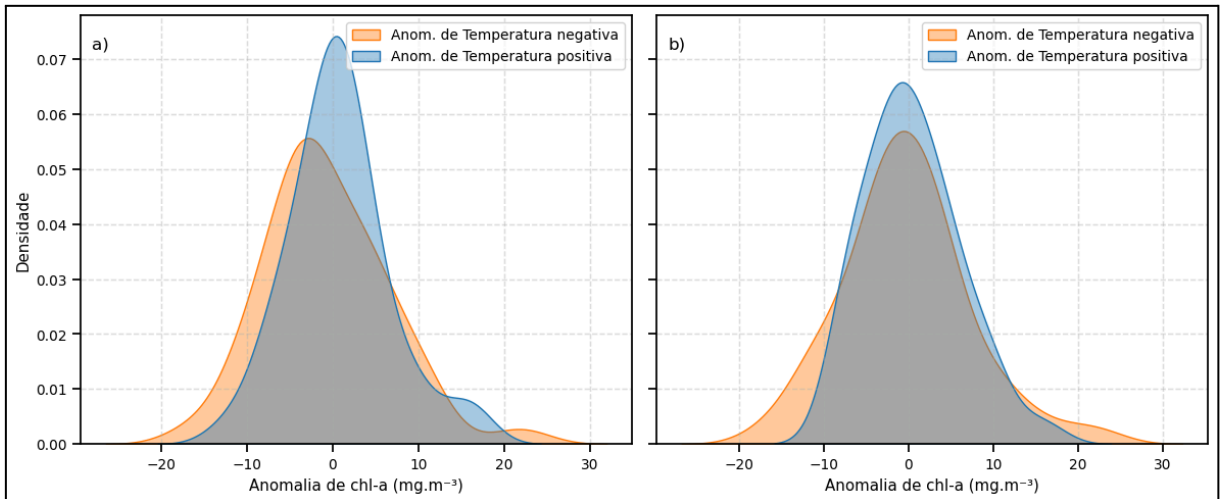 a)
Anom. de Temperatura negativa
Anom. de Temperatura positiva
0.07
0.06
0.05
0.04
0.03
0.02
0.01
0.00
Densidade
−20
−10
0
10
20
30
Anomalia de chl-a (mg.m⁻³)
b)
Anom. de Temperatura negativa
Anom. de Temperatura positiva
−20
−10
0
10
20
30
Anomalia de chl-a (mg.m⁻³)